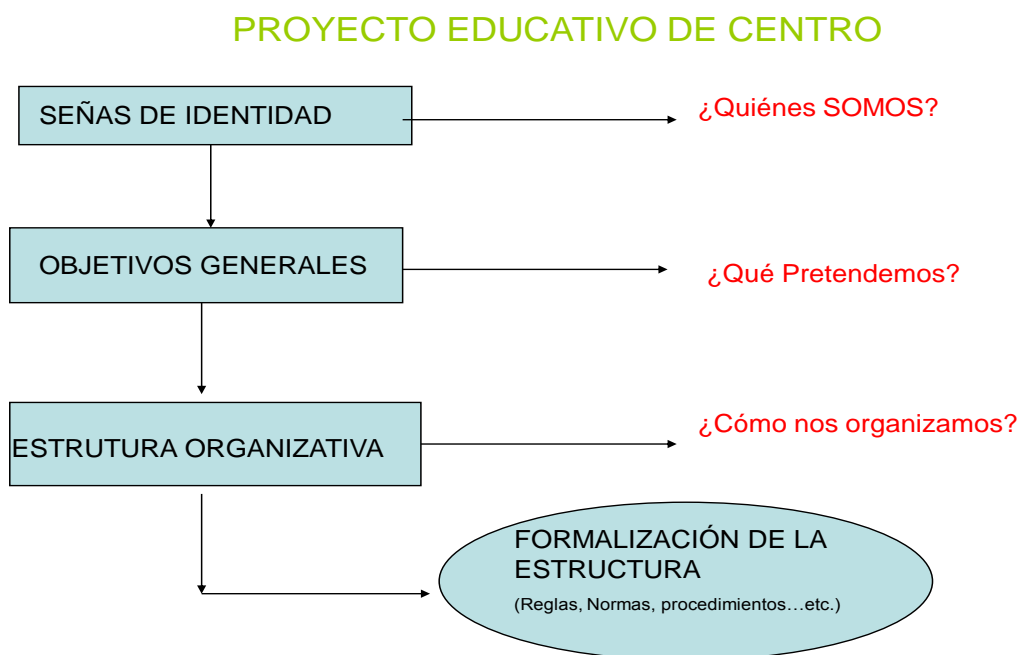 PROYECTO EDUCATIVO DE CENTRO
SEÑAS DE IDENTIDAD
¿Quiénes SOMOS?
OBJETIVOS GENERALES
¿Qué Pretendemos?
ESTRUTURA ORGANIZATIVA
¿Cómo nos organizamos?
FORMALIZACIÓN DE LA
ESTRUCTURA
(Reglas, Normas, procedimientos…etc.)